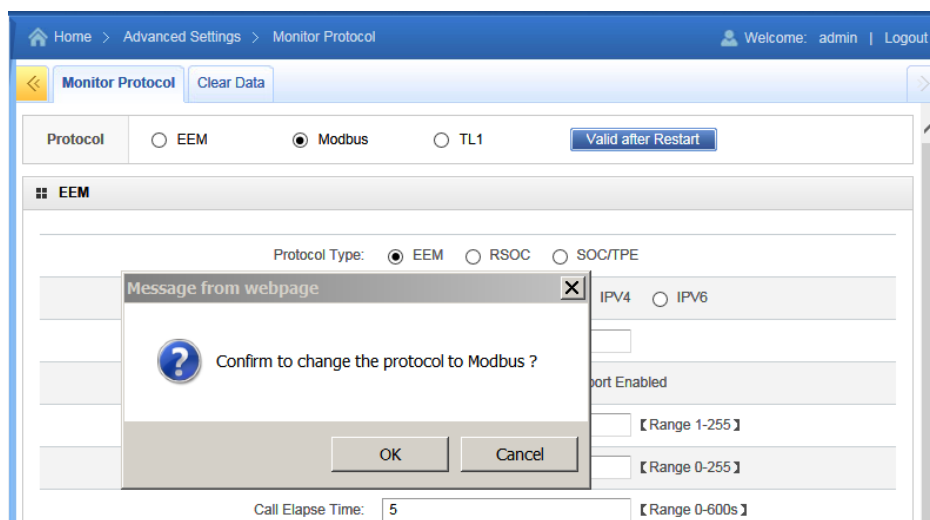 Home > Advanced Settings > Monitor Protocol Welcome: admin | Logout
Monitor Protocol Clear Data
Protocol EEM Modbus TL1 Valid after Restart
EEM
Protocol Type: EEM RSOC SOC/TPE
Message from webpage
IPV4 IPV6
Confirm to change the protocol to Modbus ?
port Enabled
【Range 1-255】
OK Cancel
【Range 0-255】
Call Elapse Time: 5 【Range 0-600s】